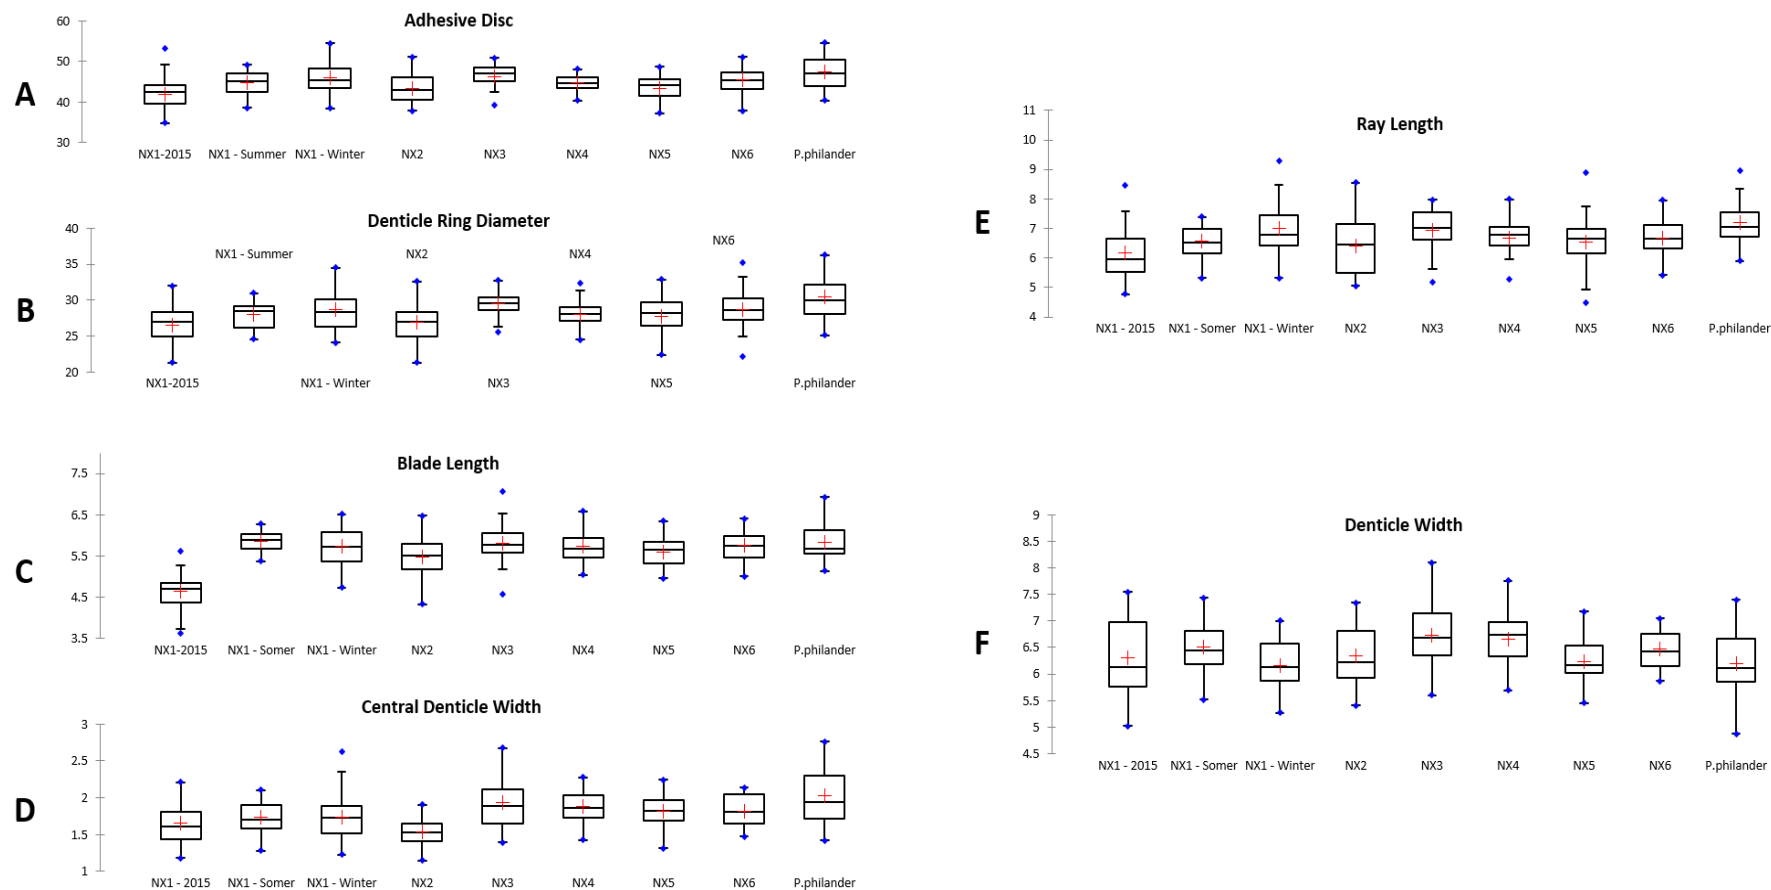 Adhesive Disc
A
60
50
40
30
NX1-2015 NX1 - Summer NX1 - Winter NX2 NX3 NX4 NX5 NX6 P.philander
Denticle Ring Diameter
B
40
35
30
25
20
NX1 - Summer NX2 NX4 NX6
NX1-2015 NX1 - Winter NX3 NX5 P.philander
Blade Length
C
7.5
6.5
5.5
4.5
3.5
NX1-2015 NX1 - Somer NX1 - Winter NX2 NX3 NX4 NX5 NX6 P.philander
Central Denticle Width
D
3
2.5
2
1.5
1
NX1 - 2015 NX1 - Somer NX1 - Winter NX2 NX3 NX4 NX5 NX6 P.philander
Ray Length
E
11
10
9
8
7
6
5
4
NX1 - 2015 NX1 - Somer NX1 - Winter NX2 NX3 NX4 NX5 NX6 P.philander
Denticle Width
F
9
8.5
8
7.5
7
6.5
6
5.5
5
4.5
NX1 - 2015 NX1 - Somer NX1 - Winter NX2 NX3 NX4 NX5 NX6 P.philander